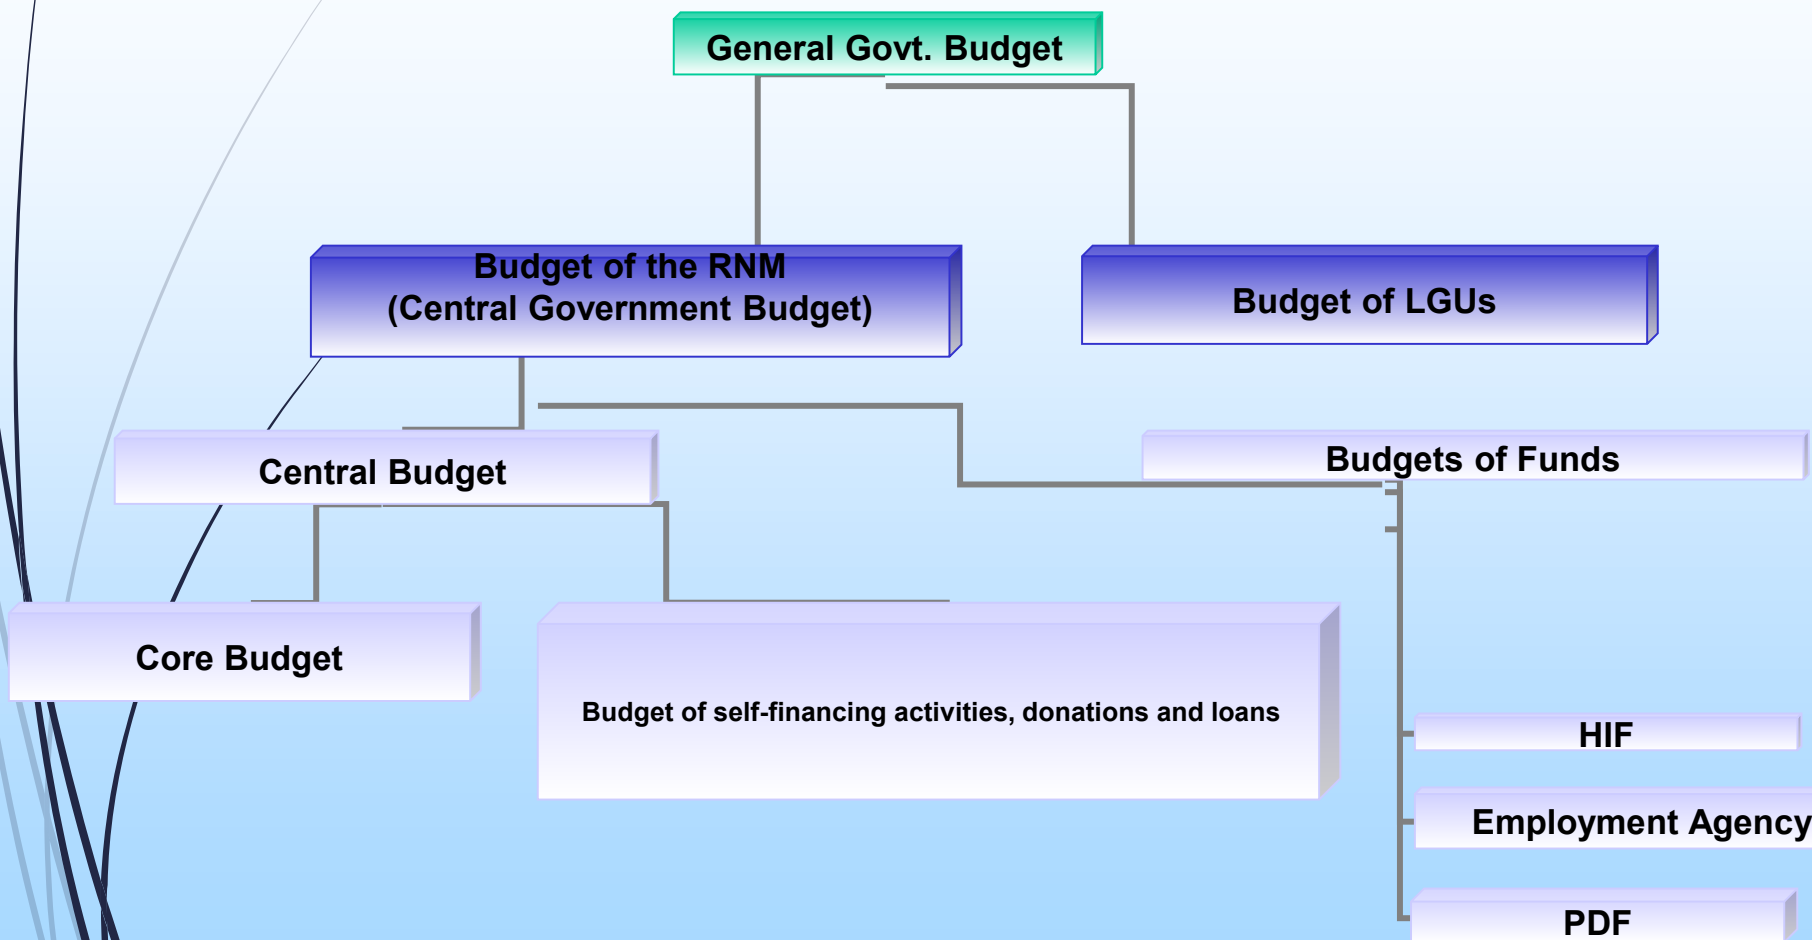 General Govt. Budget
Budget of the RNM
(Central Government Budget)
Budget of LGUs
Central Budget
Budgets of Funds
Core Budget
Budget of self-financing activities, donations and loans
HIF
Employment Agency
PDF